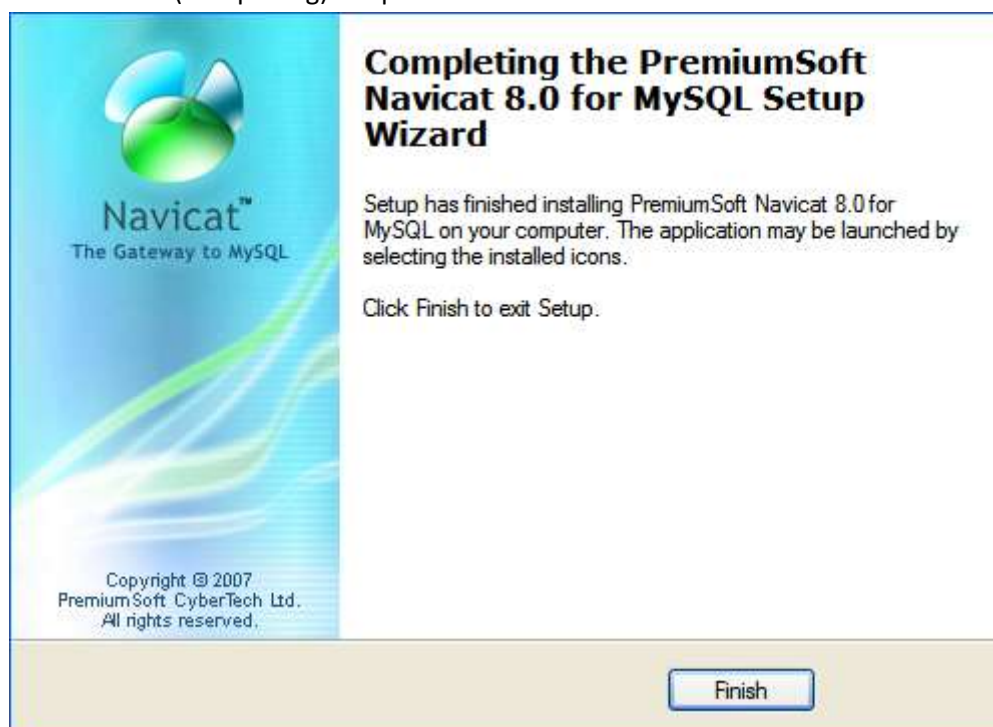 Completing the PremiumSoft
Navicat 8.0 for MySQL Setup
Wizard
Setup has finished installing PremiumSoft Navicat 8.0 for
MySQL on your computer. The application may be launched by
selecting the installed icons.
Click Finish to exit Setup.
Navicat™
The Gateway to MySQL
Copyright © 2007
PremiumSoft CyberTech Ltd.
All rights reserved.
Finish